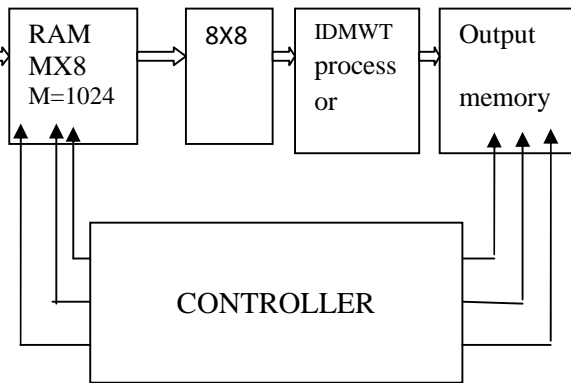 RAM
MX8
M=1024
8X8
IDMWT
process
or
Output
memory
CONTROLLER